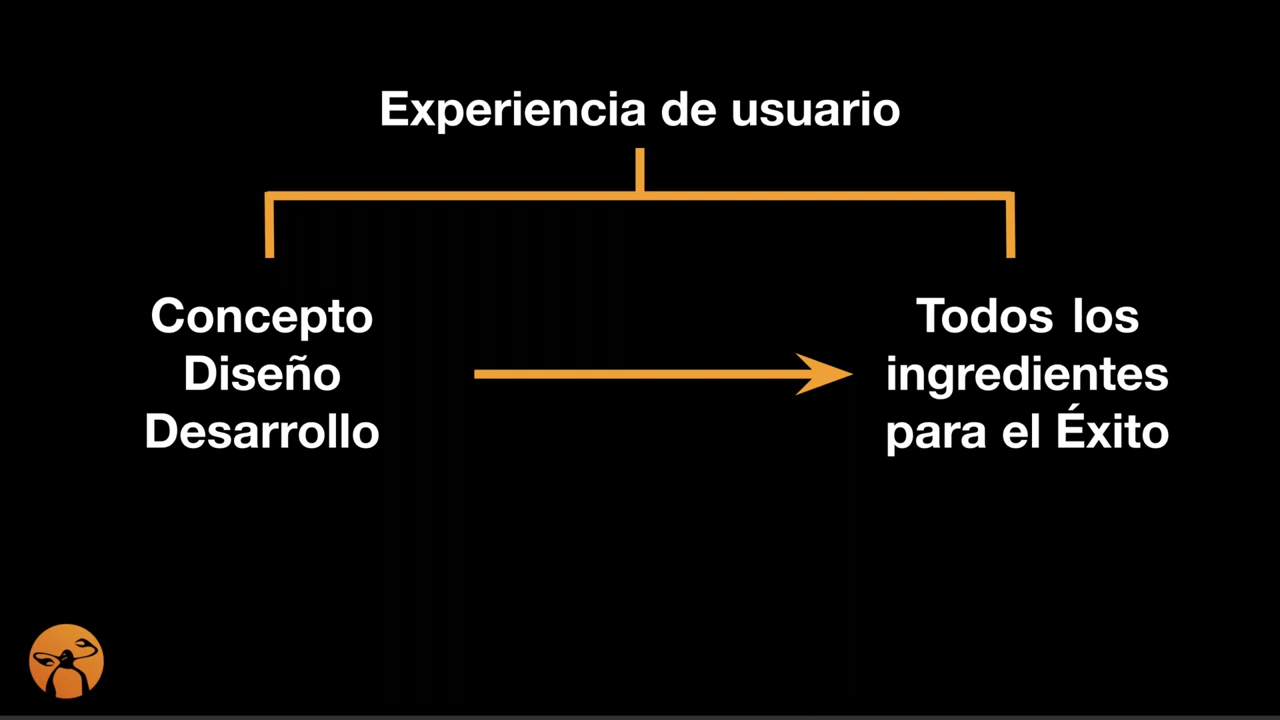 Experiencia de usuario
Concepto
Diseño
Desarrollo
Todos los
ingredientes
para el Éxito